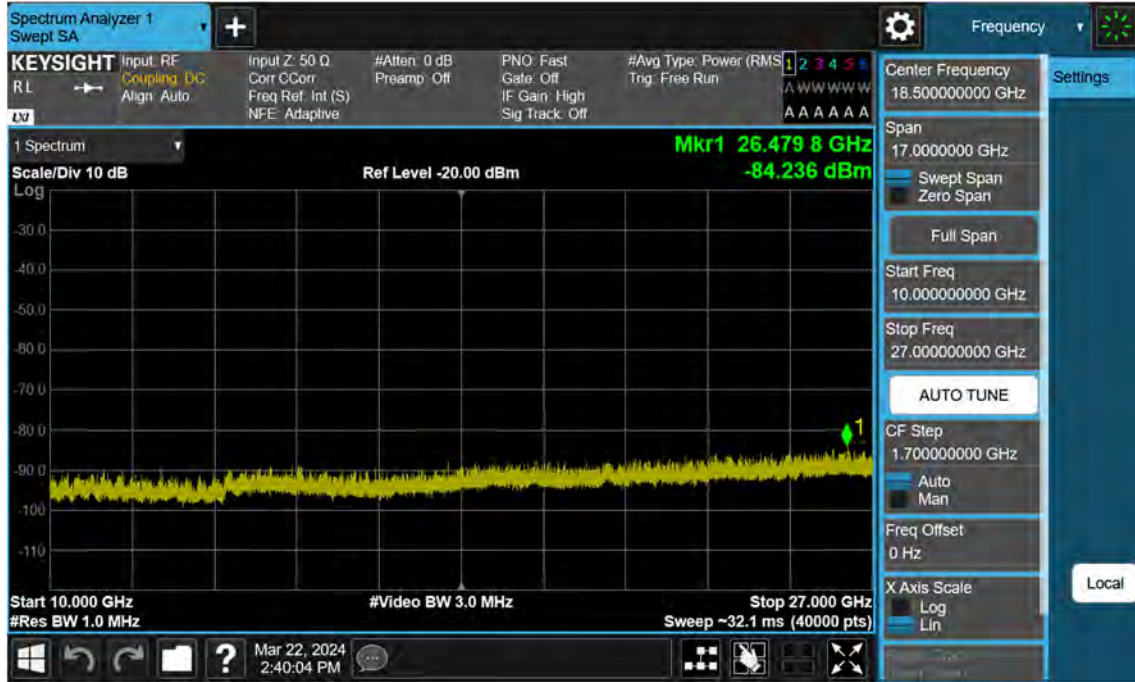 Spectrum Analyzer 1
Swept SA
+
Frequency
KEYSIGHT
RL
LXI
Input: RF
Coupling: DC
Align: Auto
Input Z: 50 Ω
Corr CCorr
Freq Ref: Int (S)
NFE: Adaptive
#Atten: 0 dB
Preamp: Off
PNO: Fast
Gate: Off
IF Gain: High
Sig Track: Off
#Avg Type: Power (RMS
Trig: Free Run
1 2 3 4 5 6
A W W W W W
A A A A A A
Center Frequency
18.500000000 GHz
Settings
Span
17.0000000 GHz
Swept Span
Zero Span
Full Span
Start Freq
10.000000000 GHz
Stop Freq
27.000000000 GHz
AUTO TUNE
CF Step
1.700000000 GHz
Auto
Man
Freq Offset
0 Hz
X Axis Scale
Log
Lin
Local
1 Spectrum
Scale/Div 10 dB
Ref Level -20.00 dBm
Mkr1 26.479 8 GHz
-84.236 dBm
Log
-30.0
-40.0
-50.0
-60.0
-70.0
-80.0
-90.0
-100
-110
1
Start 10.000 GHz
#Res BW 1.0 MHz
#Video BW 3.0 MHz
Stop 27.000 GHz
Sweep ~32.1 ms (40000 pts)
?
Mar 22, 2024
2:40:04 PM